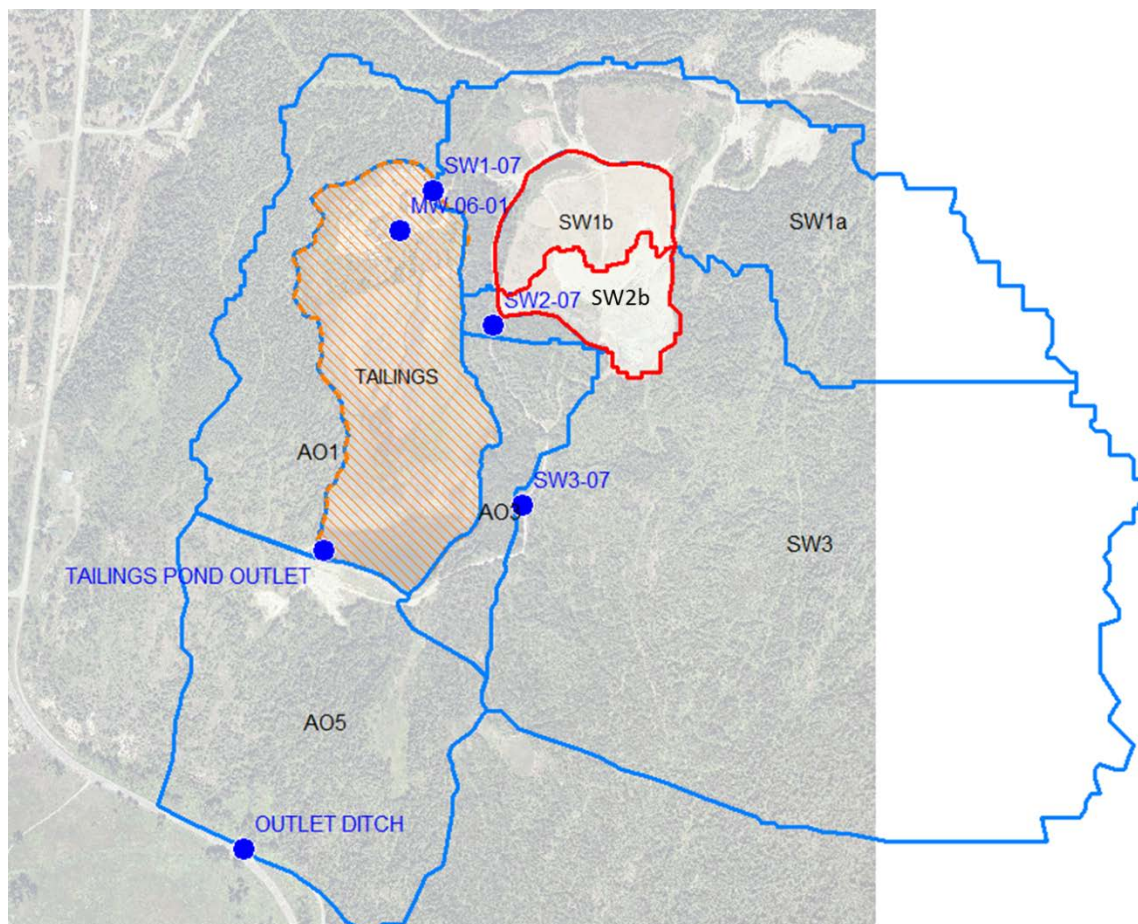 SW1-07
MW-06-01
SW1b
SW1a
SW2b
SW2-07
TAILINGS
AO1
SW3-07
AO3
SW3
TAILINGS POND OUTLET
AO5
OUTLET DITCH